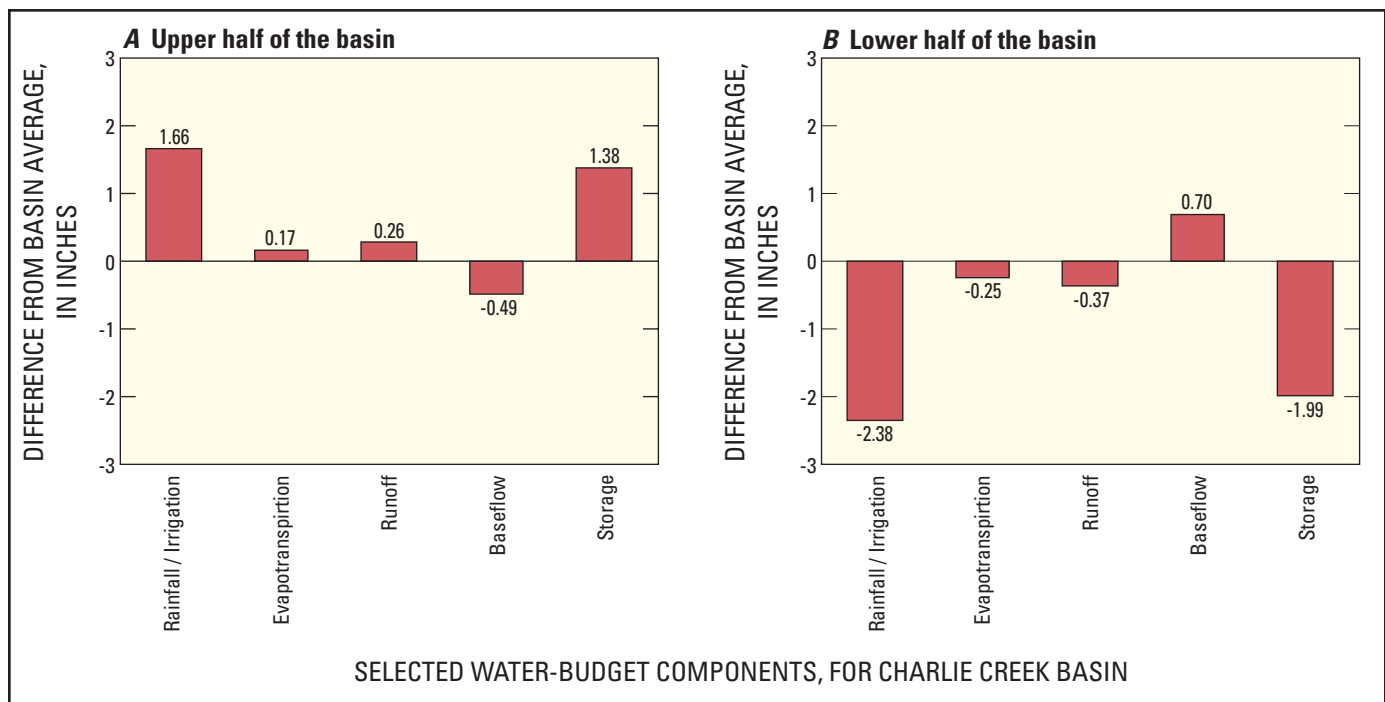 A Upper half of the basin
DIFFERENCE FROM BASIN AVERAGE,
IN INCHES
3
2
1
0
-1
-2
-3
1.66
0.17
0.26
-0.49
1.38
Rainfall / Irrigation
Evapotranspirtion
Runoff
Baseflow
Storage
B Lower half of the basin
DIFFERENCE FROM BASIN AVERAGE,
IN INCHES
3
2
1
0
-1
-2
-3
-2.38
-0.25
-0.37
0.70
-1.99
Rainfall / Irrigation
Evapotranspirtion
Runoff
Baseflow
Storage
SELECTED WATER-BUDGET COMPONENTS, FOR CHARLIE CREEK BASIN